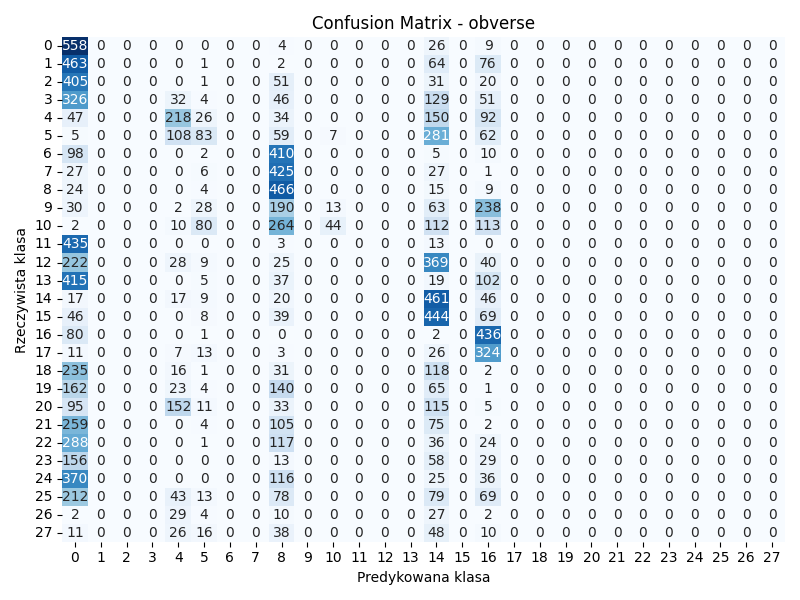 Confusion Matrix - obverse
Rzeczywista klasa
0 558 0 0 0 0 0 0 0 4 0 0 0 0 0 26 0 9 0 0 0 0 0 0 0 0 0 0 0
1 463 0 0 0 0 1 0 0 2 0 0 0 0 0 64 0 76 0 0 0 0 0 0 0 0 0 0 0
2 405 0 0 0 0 1 0 0 51 0 0 0 0 0 31 0 20 0 0 0 0 0 0 0 0 0 0 0
3 326 0 0 0 32 4 0 0 46 0 0 0 0 0 129 0 51 0 0 0 0 0 0 0 0 0 0 0
4 47 0 0 0 218 26 0 0 34 0 0 0 0 0 150 0 92 0 0 0 0 0 0 0 0 0 0 0
5 5 0 0 0 108 83 0 0 59 0 7 0 0 0 281 0 62 0 0 0 0 0 0 0 0 0 0 0
6 98 0 0 0 0 2 0 0 410 0 0 0 0 0 5 0 10 0 0 0 0 0 0 0 0 0 0 0
7 27 0 0 0 0 6 0 0 425 0 0 0 0 0 27 0 1 0 0 0 0 0 0 0 0 0 0 0
8 24 0 0 0 0 4 0 0 466 0 0 0 0 0 15 0 9 0 0 0 0 0 0 0 0 0 0 0
9 30 0 0 0 2 28 0 0 190 0 13 0 0 0 63 0 238 0 0 0 0 0 0 0 0 0 0 0
10 2 0 0 0 10 80 0 0 264 0 44 0 0 0 112 0 113 0 0 0 0 0 0 0 0 0 0 0
11 435 0 0 0 0 0 0 0 3 0 0 0 0 0 13 0 0 0 0 0 0 0 0 0 0 0 0 0
12 222 0 0 0 28 9 0 0 25 0 0 0 0 0 369 0 40 0 0 0 0 0 0 0 0 0 0 0
13 415 0 0 0 0 5 0 0 37 0 0 0 0 0 19 0 102 0 0 0 0 0 0 0 0 0 0 0
14 17 0 0 0 17 9 0 0 20 0 0 0 0 0 461 0 46 0 0 0 0 0 0 0 0 0 0 0
15 46 0 0 0 0 8 0 0 39 0 0 0 0 0 444 0 69 0 0 0 0 0 0 0 0 0 0 0
16 80 0 0 0 0 1 0 0 0 0 0 0 0 0 2 0 436 0 0 0 0 0 0 0 0 0 0 0
17 11 0 0 0 7 13 0 0 3 0 0 0 0 0 26 0 324 0 0 0 0 0 0 0 0 0 0 0
18 235 0 0 0 16 1 0 0 31 0 0 0 0 0 118 0 2 0 0 0 0 0 0 0 0 0 0 0
19 162 0 0 0 23 4 0 0 140 0 0 0 0 0 65 0 1 0 0 0 0 0 0 0 0 0 0 0
20 95 0 0 0 152 11 0 0 33 0 0 0 0 0 115 0 5 0 0 0 0 0 0 0 0 0 0 0
21 259 0 0 0 0 4 0 0 105 0 0 0 0 0 75 0 2 0 0 0 0 0 0 0 0 0 0 0
22 288 0 0 0 0 1 0 0 117 0 0 0 0 0 36 0 24 0 0 0 0 0 0 0 0 0 0 0
23 156 0 0 0 0 0 0 0 13 0 0 0 0 0 58 0 29 0 0 0 0 0 0 0 0 0 0 0
24 370 0 0 0 0 0 0 0 116 0 0 0 0 0 25 0 36 0 0 0 0 0 0 0 0 0 0 0
25 212 0 0 0 43 13 0 0 78 0 0 0 0 0 79 0 69 0 0 0 0 0 0 0 0 0 0 0
26 2 0 0 0 29 4 0 0 10 0 0 0 0 0 27 0 2 0 0 0 0 0 0 0 0 0 0 0
27 11 0 0 0 26 16 0 0 38 0 0 0 0 0 48 0 10 0 0 0 0 0 0 0 0 0 0 0
0 1 2 3 4 5 6 7 8 9 10 11 12 13 14 15 16 17 18 19 20 21 22 23 24 25 26 27
Predykowana klasa